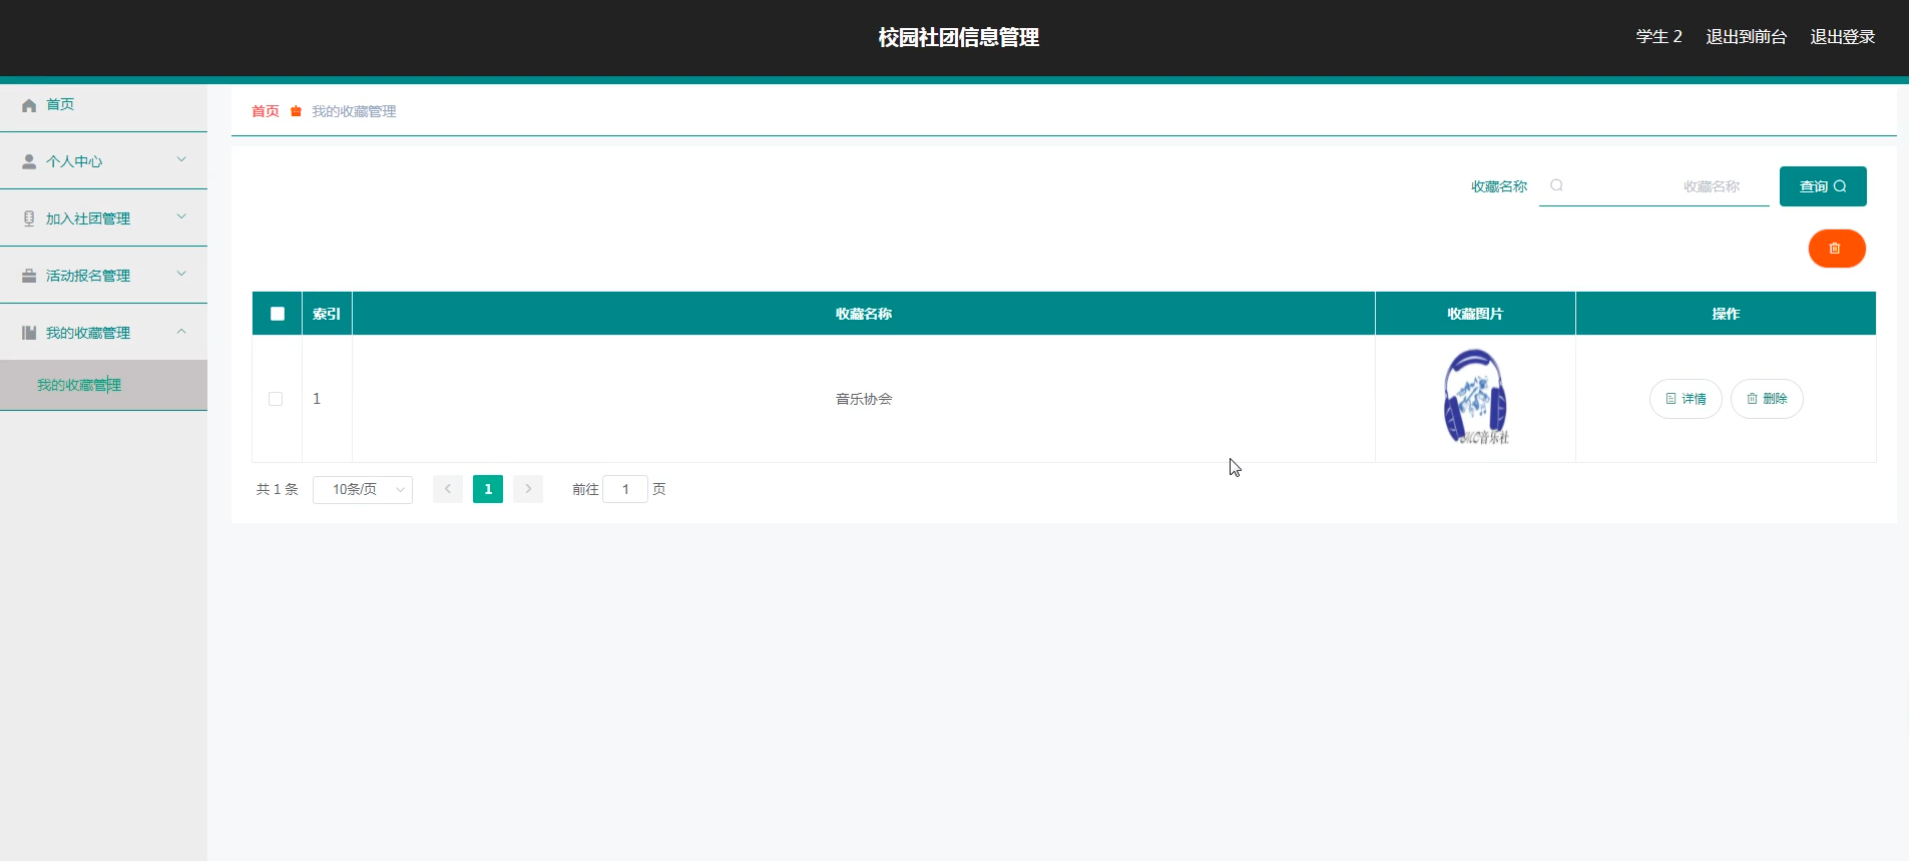 校园社团信息管理
学生 2 退出到前台 退出登录
首页
个人中心
加入社团管理
活动报名管理
我的收藏管理
我的收藏管理
首页 我的收藏管理
收藏名称 收藏名称 查询
索引 收藏名称 收藏图片 操作
1 音乐协会 详情 删除
音乐社
共 1 条 10条/页 1 前往 1 页